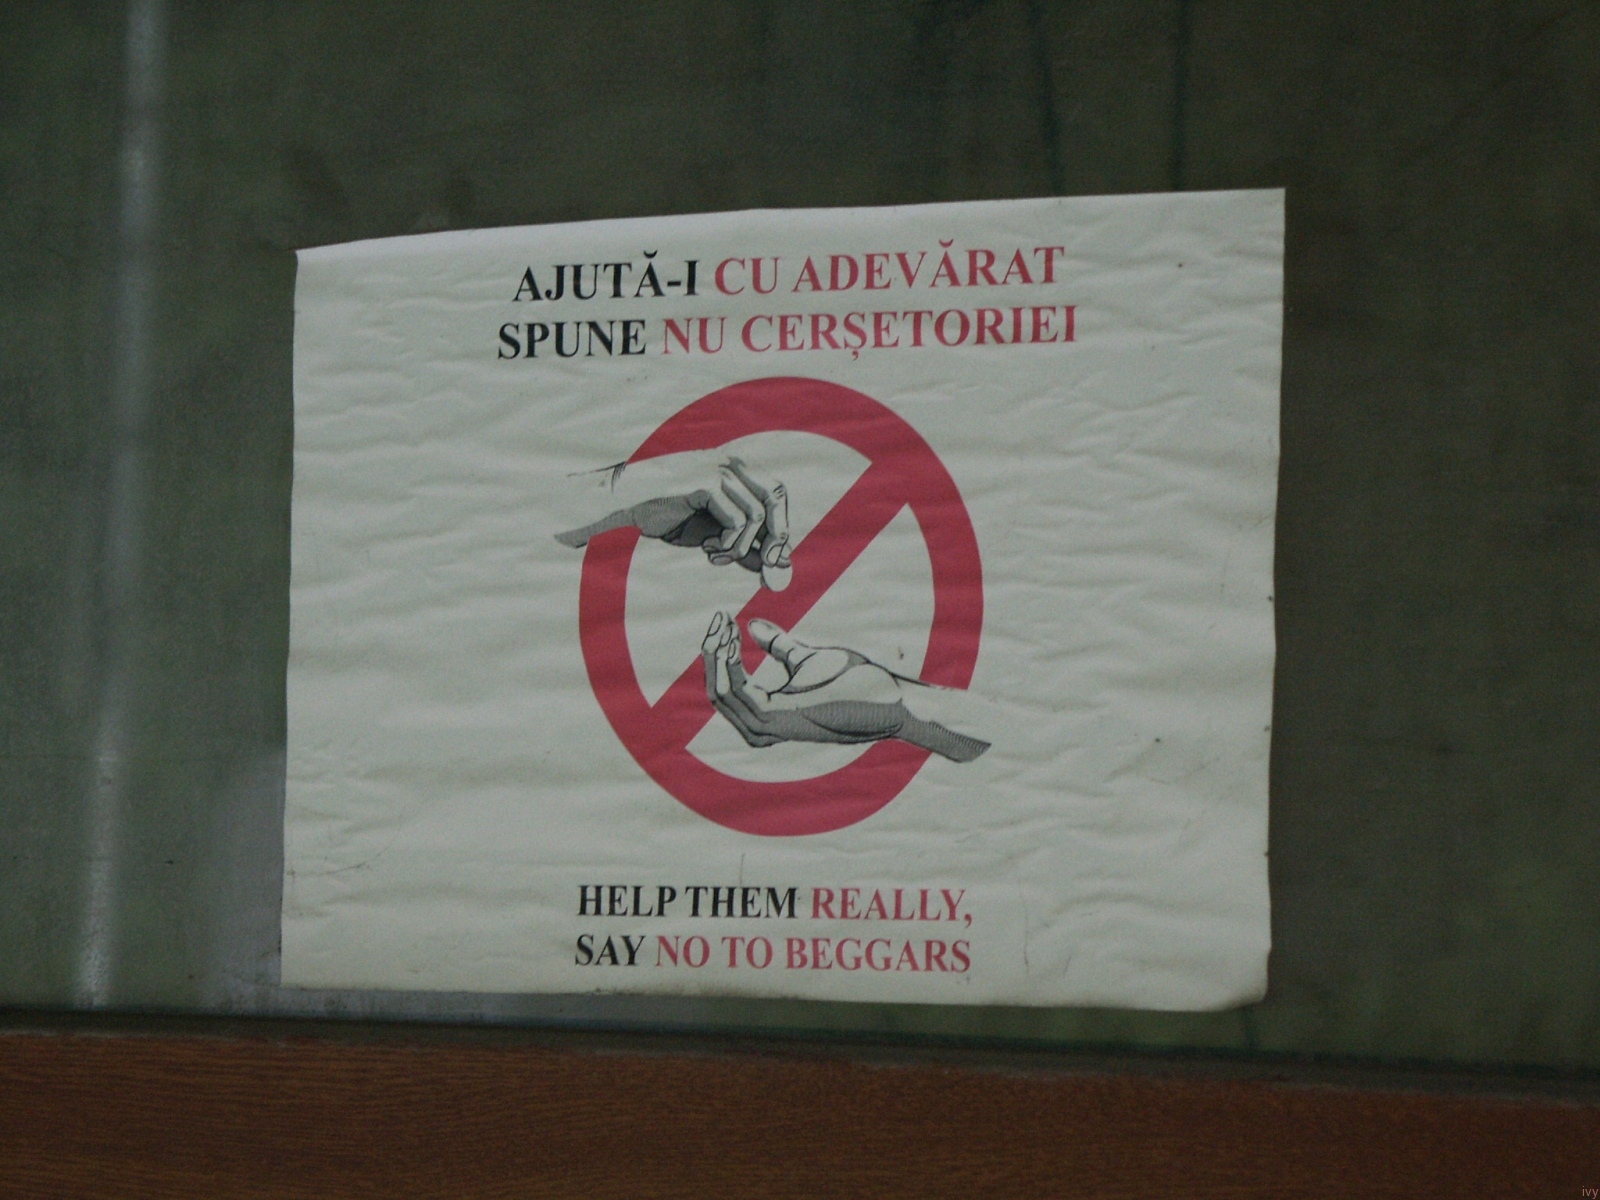 AJUTĂ-I CU ADEVĂRAT
SPUNE NU CERȘETORIEI
HELP THEM REALLY,
SAY NO TO BEGGARS
ivy